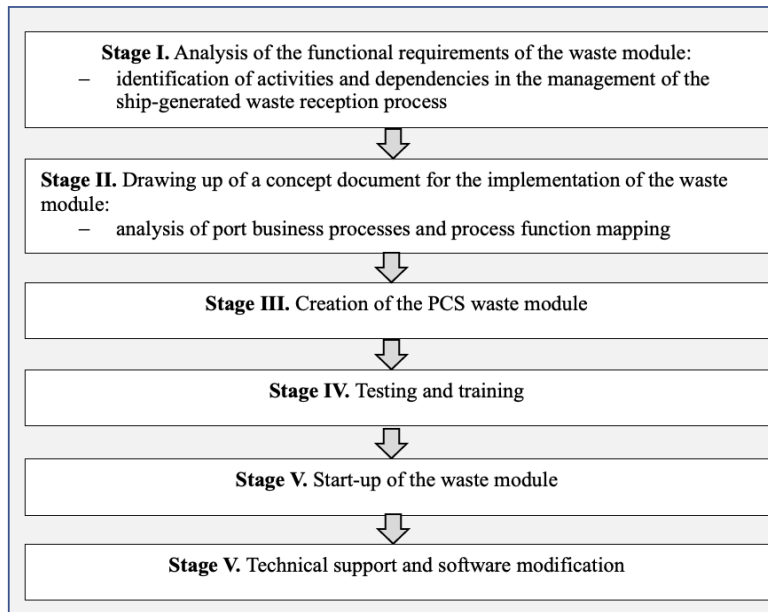 Stage I. Analysis of the functional requirements of the waste module:
– identification of activities and dependencies in the management of the
ship-generated waste reception process
Stage II. Drawing up of a concept document for the implementation of the waste
module:
– analysis of port business processes and process function mapping
Stage III. Creation of the PCS waste module
Stage IV. Testing and training
Stage V. Start-up of the waste module
Stage V. Technical support and software modification